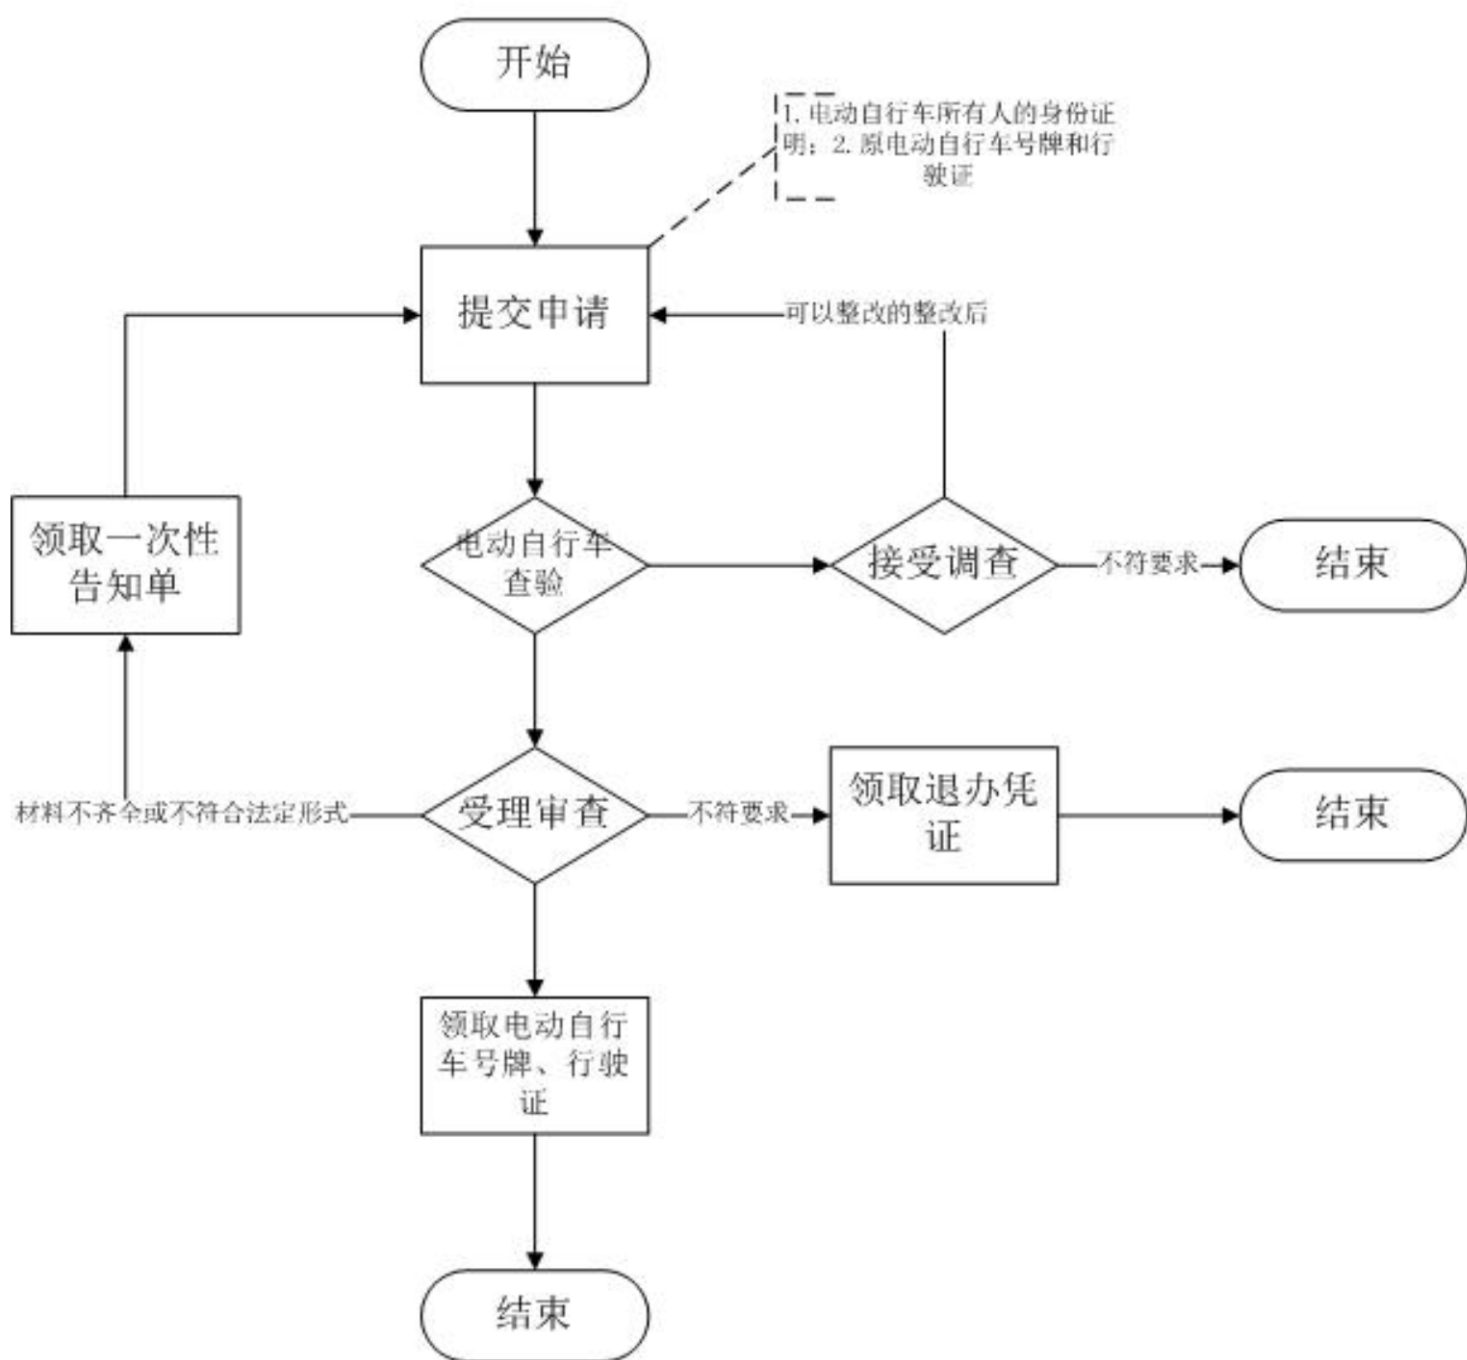 开始
1. 电动自行车所有人的身份证
明；2. 原电动自行车号牌和行
驶证
提交申请
可以整改的整改后
领取一次性
告知单
电动自行车
查验
接受调查
不符要求
结束
材料不齐全或不符合法定形式
受理审查
不符要求
领取退办凭
证
结束
领取电动自行
车号牌、行驶
证
结束